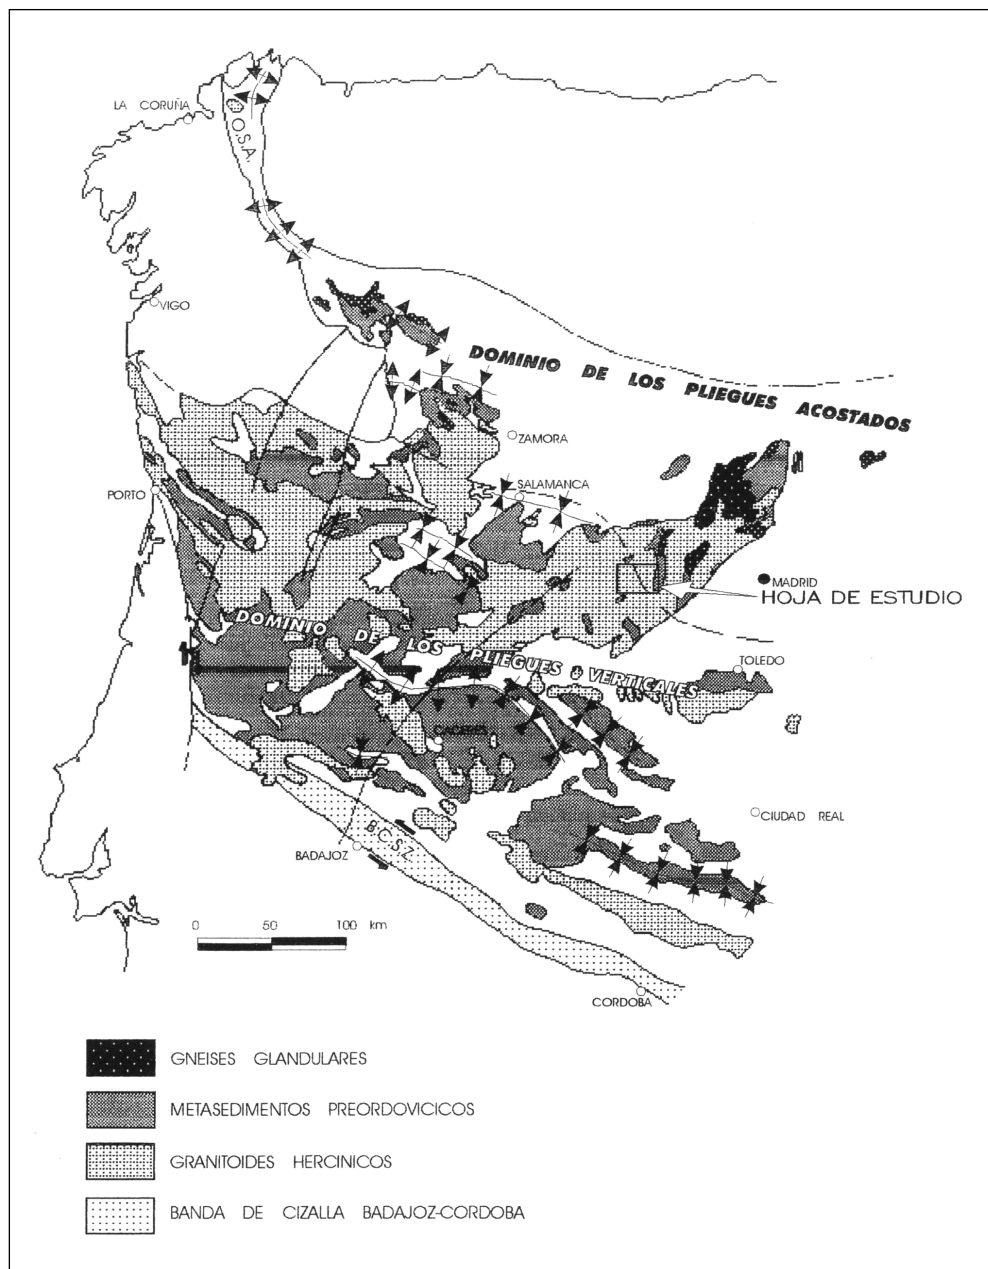 LA CORUÑA
O.S.A.
VIGO
DOMINIO DE LOS PLIEGUES ACOSTADOS
ZAMORA
SALAMANCA
PORTO
MADRID
HOJA DE ESTUDIO
DOMINIO DE LOS PLIEGUES VERTICALES
TOLEDO
CACERES
CIUDAD REAL
B.C.S.Z.
BADAJOZ
0 50 100 km
CORDOBA
GNEISES GLANDULARES
METASEDIMENTOS PREORDOVICICOS
GRANITOIDES HERCINICOS
BANDA DE CIZALLA BADAJOZ-CORDOBA